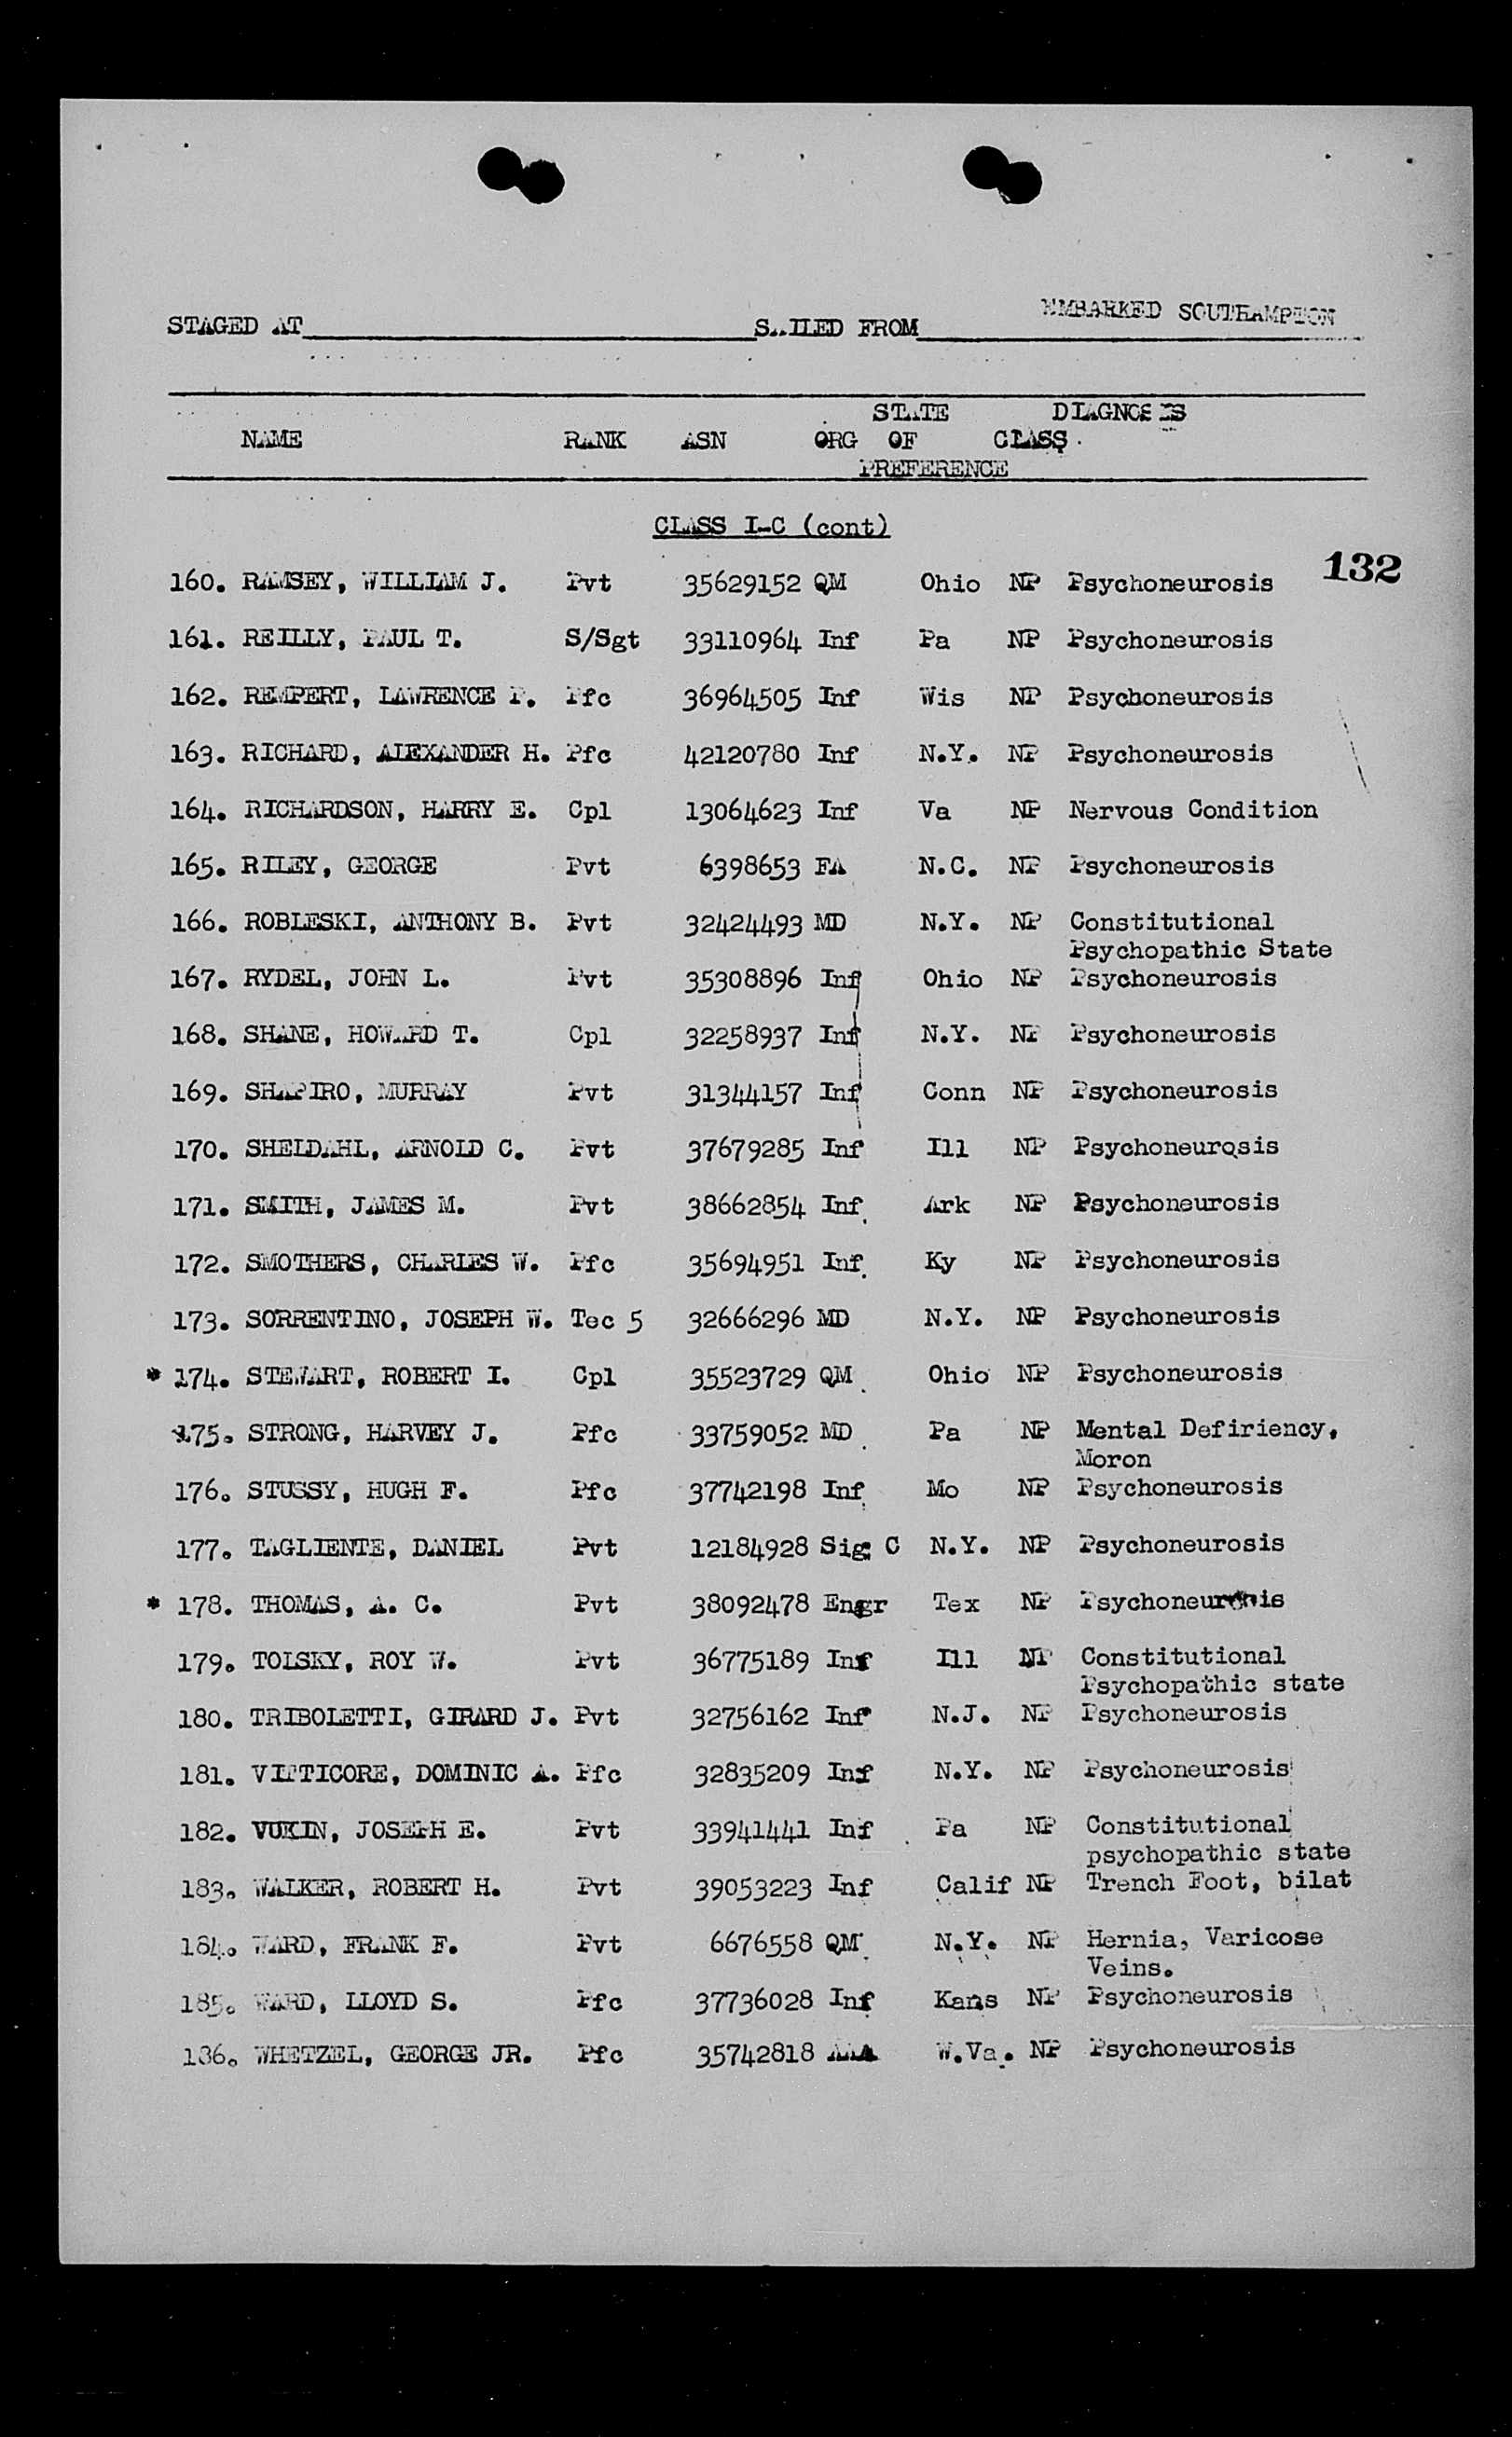 EMBARKED SOUTHAMPTON
STAGED AT SAILED FROM
STATE DIAGNOSIS
NAME RANK ASN ORG OF CLASS
PREFERENCE
CLASS I-C (cont)
132
160. RAMSEY, WILLIAM J. Pvt 35629152 QM Ohio NP Psychoneurosis
161. REILLY, PAUL T. S/Sgt 33110964 Inf Pa NP Psychoneurosis
162. REMPERT, LAWRENCE P. Pfc 36964505 Inf Wis NP Psychoneurosis
163. RICHARD, ALEXANDER H. Pfc 42120780 Inf N.Y. NP Psychoneurosis
164. RICHARDSON, HARRY E. Cpl 13064623 Inf Va NP Nervous Condition
165. RILEY, GEORGE Pvt 6398653 FA N.C. NP Psychoneurosis
166. ROBLESKI, ANTHONY B. Pvt 32424493 MD N.Y. NP Constitutional
Psychopathic State
167. RYDEL, JOHN L. Pvt 35308896 Inf Ohio NP Psychoneurosis
168. SHANE, HOWARD T. Cpl 32258937 Inf N.Y. NP Psychoneurosis
169. SHAPIRO, MURRAY Pvt 31344157 Inf Conn NP Psychoneurosis
170. SHELDAHL, ARNOLD C. Pvt 37679285 Inf Ill NP Psychoneurosis
171. SMITH, JAMES M. Pvt 38662854 Inf Ark NP Psychoneurosis
172. SMOTHERS, CHARLES W. Pfc 35694951 Inf Ky NP Psychoneurosis
173. SORRENTINO, JOSEPH W. Tec 5 32666296 MD N.Y. NP Psychoneurosis
* 174. STEWART, ROBERT I. Cpl 35523729 QM Ohio NP Psychoneurosis
175. STRONG, HARVEY J. Pfc 33759052 MD Pa NP Mental Defiriency,
Moron
176. STUSSY, HUGH F. Pfc 37742198 Inf Mo NP Psychoneurosis
177. TAGLIENTE, DANIEL Pvt 12184928 Sig C N.Y. NP Psychoneurosis
* 178. THOMAS, A. C. Pvt 38092478 Engr Tex NP Psychoneurosis
179. TOLSKY, ROY W. Pvt 36775189 Inf Ill NP Constitutional
Psychopathic state
180. TRIBOLETTI, GIRARD J. Pvt 32756162 Inf N.J. NP Psychoneurosis
181. VITTICORE, DOMINIC A. Pfc 32835209 Inf N.Y. NP Psychoneurosis
182. VUKIN, JOSEPH E. Pvt 33941441 Inf Pa NP Constitutional
psychopathic state
183. WALKER, ROBERT H. Pvt 39053223 Inf Calif NP Trench Foot, bilat
184. WARD, FRANK F. Pvt 6676558 QM N.Y. NP Hernia, Varicose
Veins.
185. WARD, LLOYD S. Pfc 37736028 Inf Kans NP Psychoneurosis
186. WHETZEL, GEORGE JR. Pfc 35742818 AAA W.Va. NP Psychoneurosis